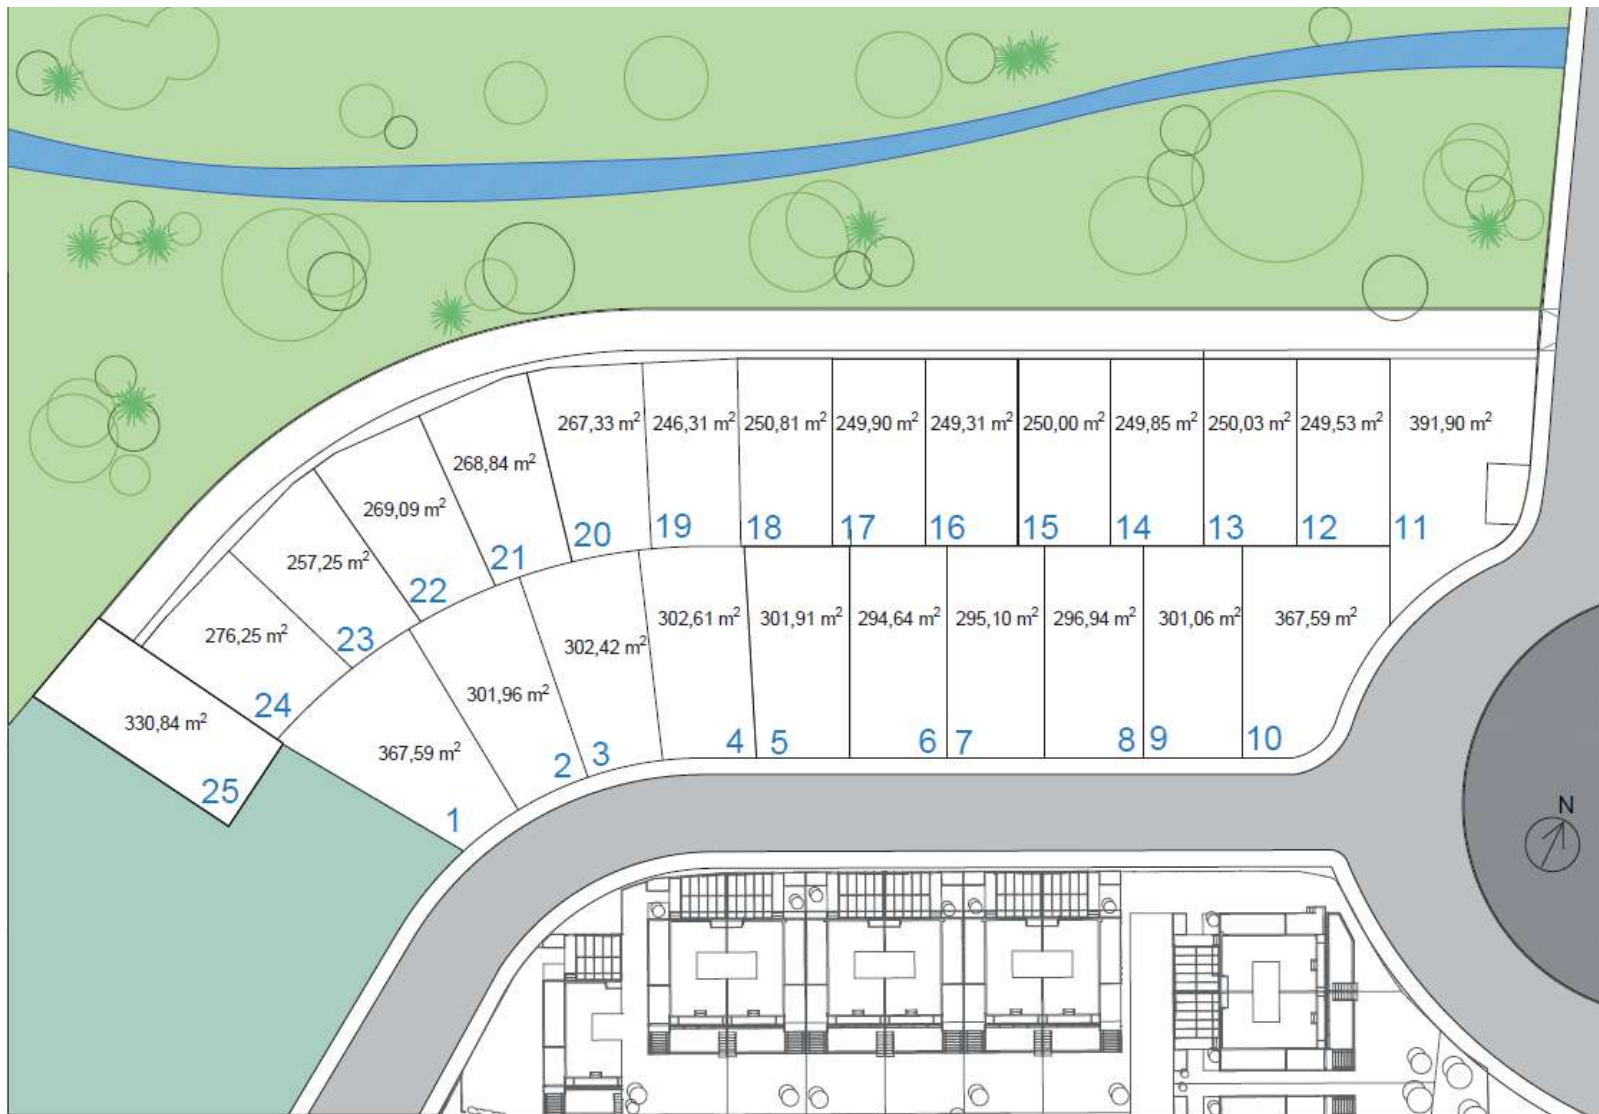 267,33 m²
246,31 m²
250,81 m²
249,90 m²
249,31 m²
250,00 m²
249,85 m²
250,03 m²
249,53 m²
391,90 m²
268,84 m²
269,09 m²
257,25 m²
276,25 m²
330,84 m²
20
19
18
17
16
15
14
13
12
11
21
22
23
24
25
367,59 m²
301,96 m²
302,42 m²
302,61 m²
301,91 m²
294,64 m²
295,10 m²
296,94 m²
301,06 m²
367,59 m²
1
2
3
4
5
6
7
8
9
10
N